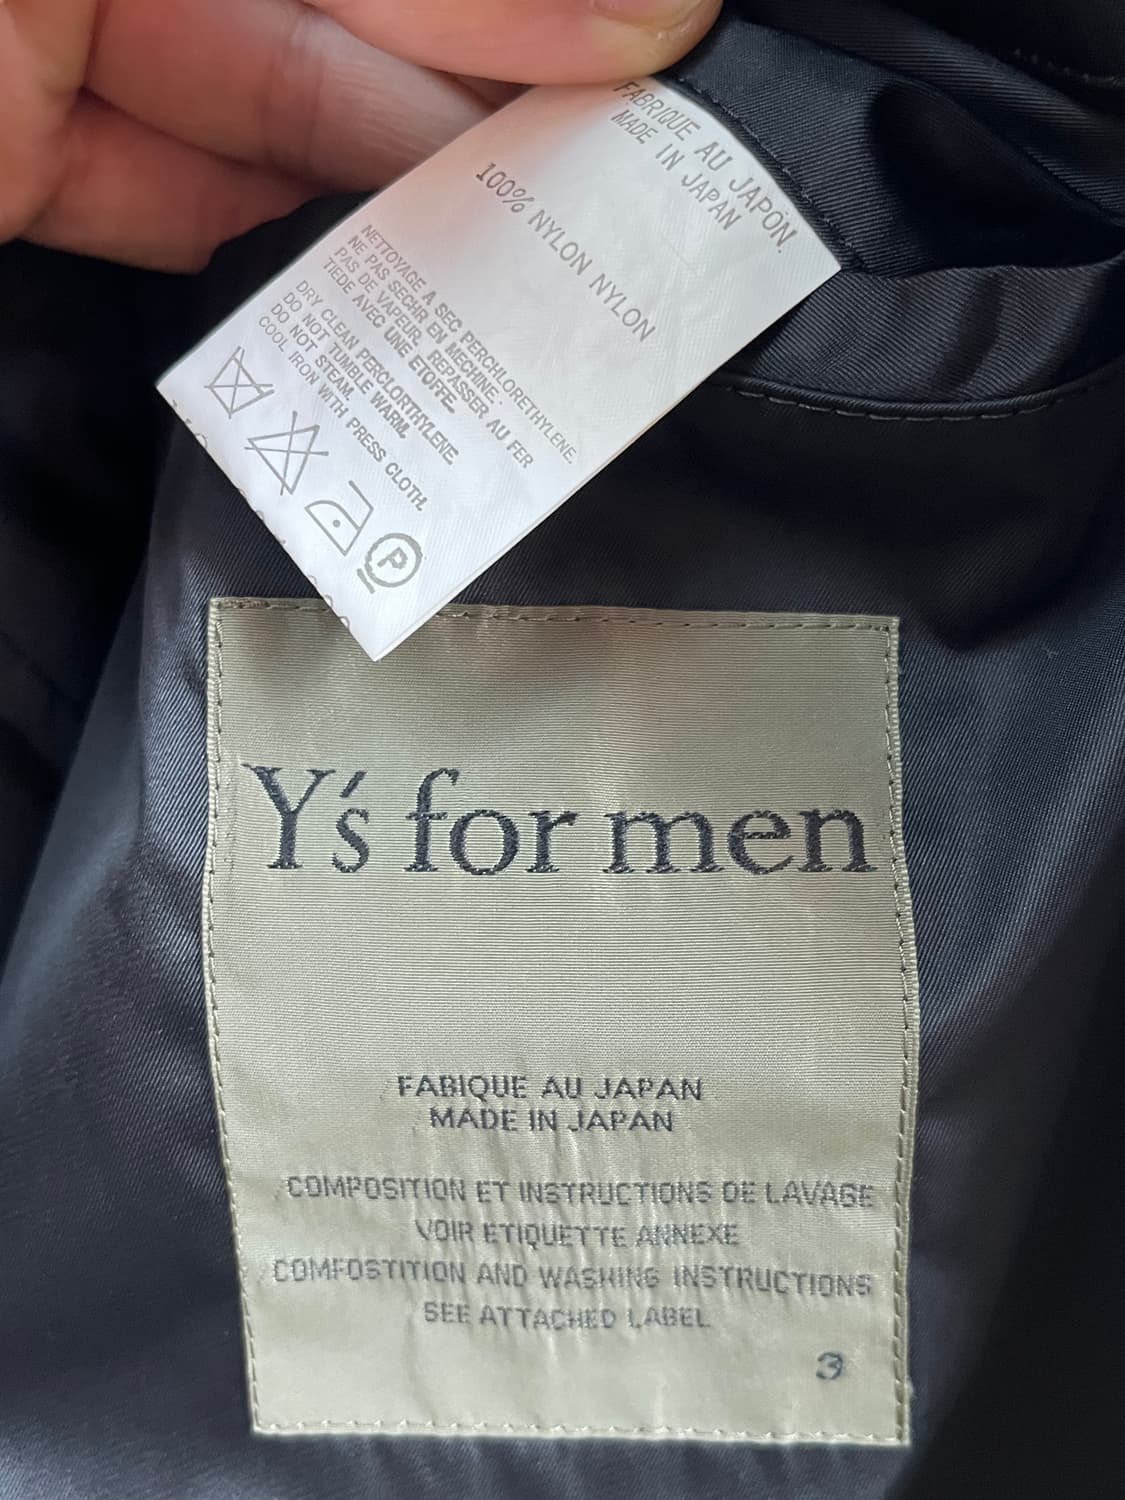 FABRIQUE AU JAPON.
MADE IN JAPAN
100% NYLON NYLON
NETTOYAGE A SEC PERCHLORETHYLENE.
NE PAS SECHR EN MECHINE.
PAS DE VAPEUR. REPASSER AU FER
TIEDE AVEC UNE ETOFFE.
DRY CLEAN PERCLORTHYLENE.
DO NOT TUMBLE WARM.
DO NOT STEAM.
COOL IRON WITH PRESS CLOTH.
P
Y's for men
FABIQUE AU JAPAN
MADE IN JAPAN
COMPOSITION ET INSTRUCTIONS DE LAVAGE
VOIR ETIQUETTE ANNEXE
COMFOSTITION AND WASHING INSTRUCTIONS
SEE ATTACHED LABEL
3